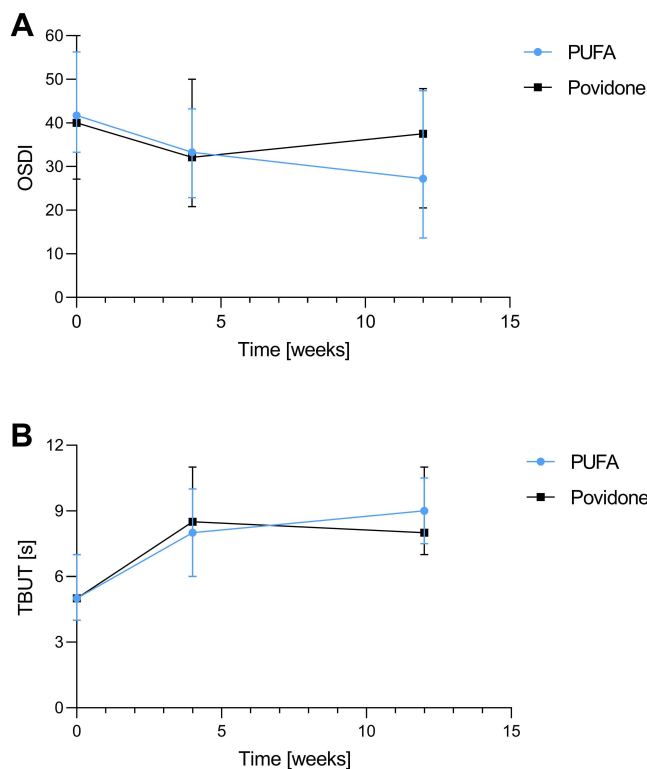 A
60
50
40
30
20
10
0
OSDI
0 5 10 15
Time [weeks]
PUFA
Povidone
B
12
9
6
3
0
TBUT [s]
0 5 10 15
Time [weeks]
PUFA
Povidone